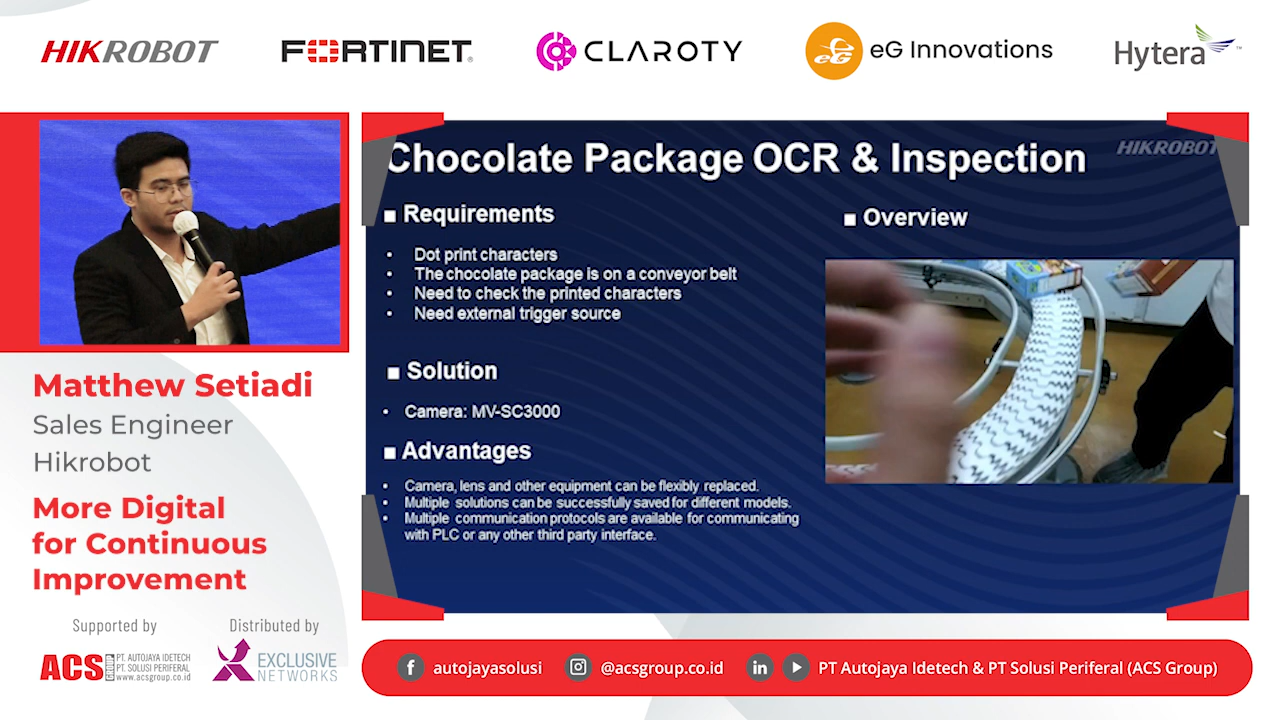 HIKROBOT
FORTINET
CLAROTY
eG
eG Innovations
Hytera
Chocolate Package OCR & Inspection
HIKROBOT
Requirements
Dot print characters
The chocolate package is on a conveyor belt
Need to check the printed characters
Need external trigger source
Solution
Camera: MV-SC3000
Advantages
Camera, lens and other equipment can be flexibly replaced.
Multiple solutions can be successfully saved for different models.
Multiple communication protocols are available for communicating
with PLC or any other third party interface.
Overview
Matthew Setiadi
Sales Engineer
Hikrobot
More Digital
for Continuous
Improvement
Supported by
ACS
PT. AUTOJAYA IDETECH
PT. SOLUSI PERIFERAL
www.acsgroup.co.id
Distributed by
EXCLUSIVE
NETWORKS
autojayasolusi
@acsgroup.co.id
PT Autojaya Idetech & PT Solusi Periferal (ACS Group)